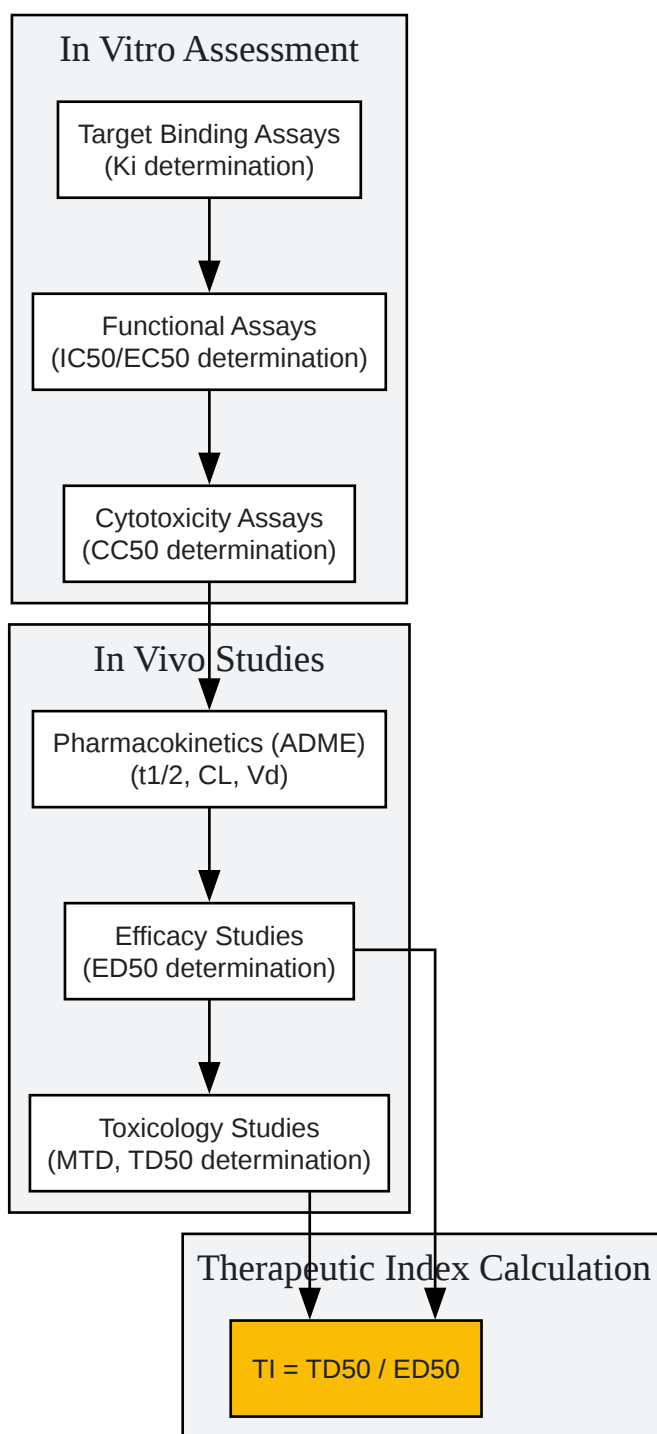 In Vitro Assessment
Target Binding Assays
(Ki determination)
Functional Assays
(IC50/EC50 determination)
Cytotoxicity Assays
(CC50 determination)
In Vivo Studies
Pharmacokinetics (ADME)
(t1/2, CL, Vd)
Efficacy Studies
(ED50 determination)
Toxicology Studies
(MTD, TD50 determination)
Therapeutic Index Calculation
TI = TD50 / ED50